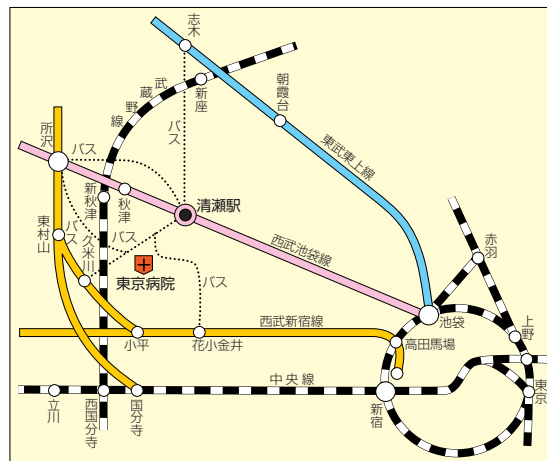 志木
武蔵野線
新座
朝霞台
東武東上線
バス
所沢
バス
新秋津
秋津
清瀬駅
東村山
バス
久米川
バス
東京病院
西武池袋線
バス
赤羽
池袋
上野
西武新宿線
小平
花小金井
高田馬場
中央線
立川
西国分寺
国分寺
新宿
東京